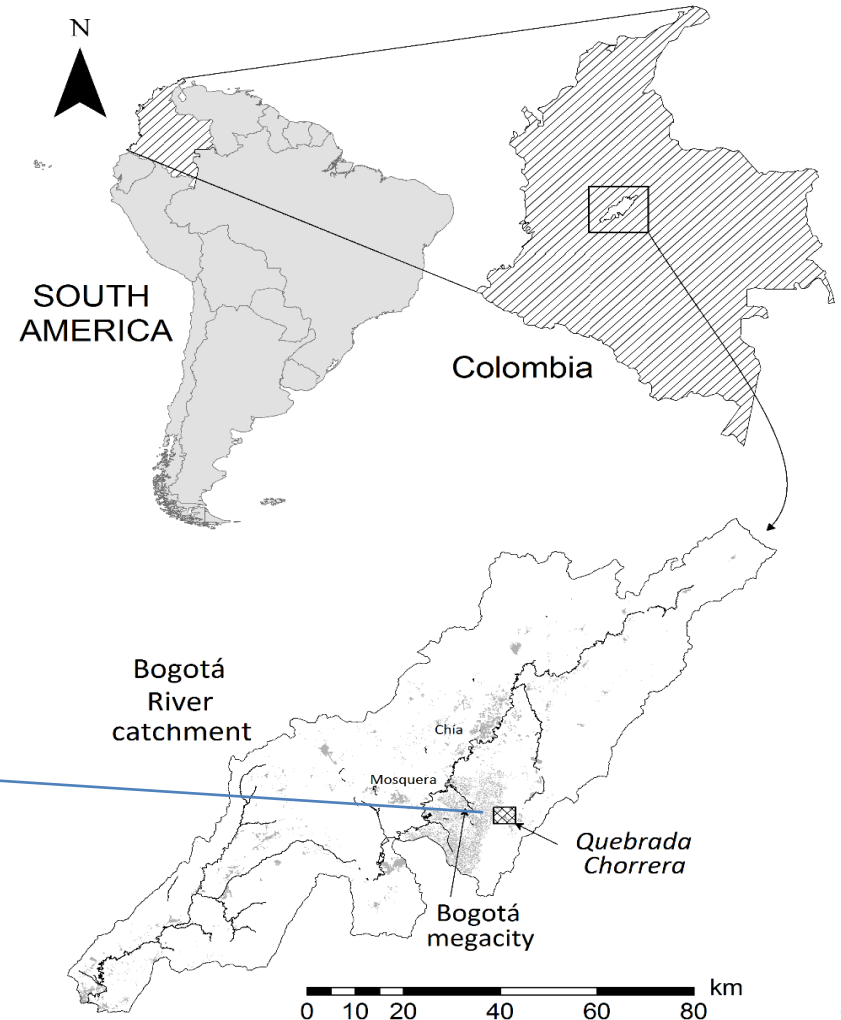 N
SOUTH
AMERICA
Colombia
Bogotá
River
catchment
Chía
Mosquera
Quebrada
Chorrera
Bogotá
megacity
km
0 10 20 40 60 80